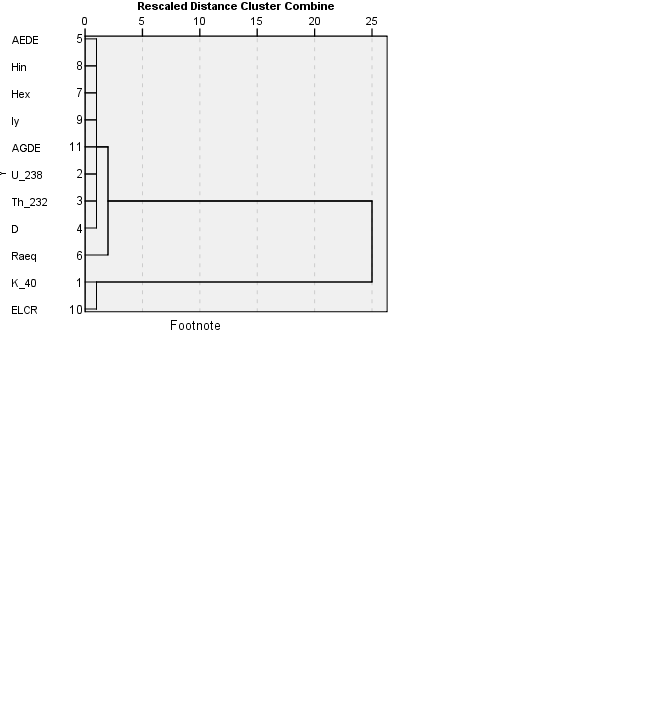 Rescaled Distance Cluster Combine
0 5 10 15 20 25
AEDE 5
Hin 8
Hex 7
Iy 9
AGDE 11
U_238 2
Th_232 3
D 4
Raeq 6
K_40 1
ELCR 10
Footnote